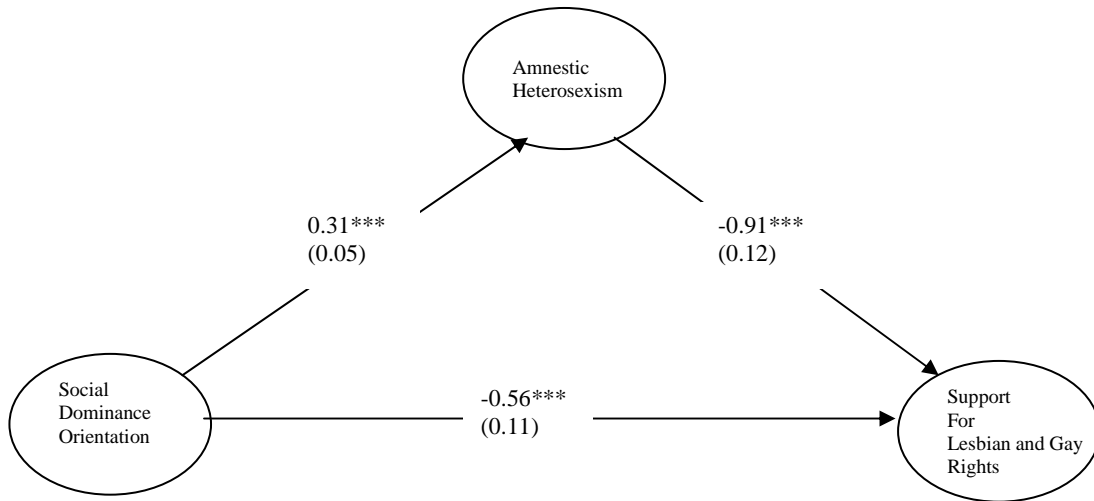 Amnestic
Heterosexism
0.31***
(0.05)
-0.91***
(0.12)
Social
Dominance
Orientation
-0.56***
(0.11)
Support
For
Lesbian and Gay
Rights